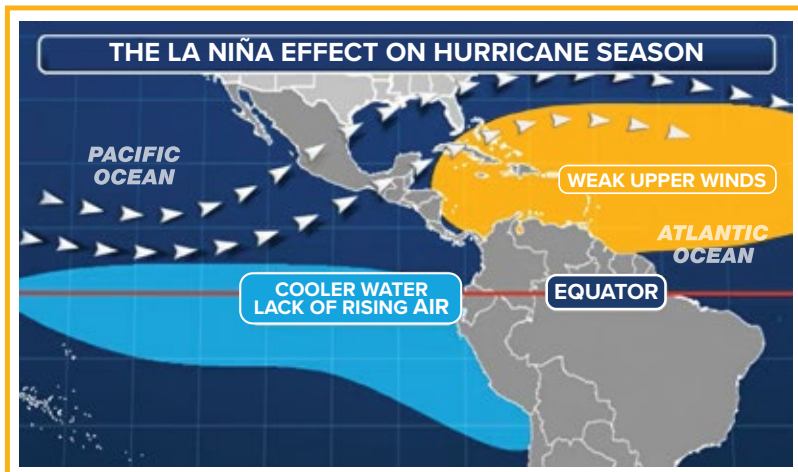 THE LA NIÑA EFFECT ON HURRICANE SEASON
PACIFIC
OCEAN
WEAK UPPER WINDS
ATLANTIC
OCEAN
COOLER WATER
LACK OF RISING AIR
EQUATOR